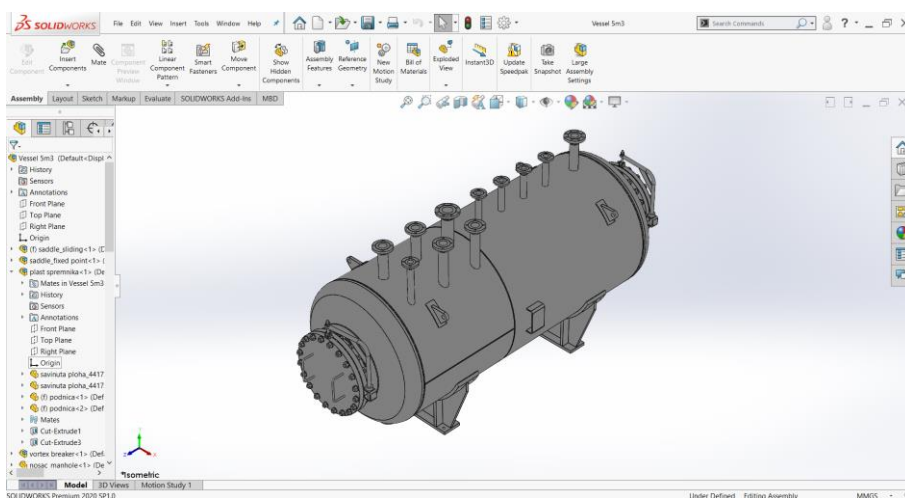 SOLIDWORKS File Edit View Insert Tools Window Help Vessel 5m3 Search Commands
Edit Component
Insert Components
Mate
Component Preview Window
Linear Component Pattern
Smart Fasteners
Move Component
Show Hidden Components
Assembly Features
Reference Geometry
New Motion Study
Bill of Materials
Exploded View
Instant3D
Update Speedpak
Take Snapshot
Large Assembly Settings
Assembly Layout Sketch Markup Evaluate SOLIDWORKS Add-Ins MBD
Vessel 5m3 (Default<Displ
History
Sensors
Annotations
Front Plane
Top Plane
Right Plane
Origin
(f) saddle_sliding<1> (D
saddle_fixed point<1> (
plast spremnika<1> (De
Mates in Vessel 5m3
History
Sensors
Annotations
Front Plane
Top Plane
Right Plane
Origin
savinuta ploha_4417
savinuta ploha_4417
(f) podnica<1> (Def
(f) podnica<2> (Def
Mates
Cut-Extrude1
Cut-Extrude3
vortex breaker<1> (Def
nosac manhole<1> (De
*Isometric
Model 3D Views Motion Study 1
SOLIDWORKS Premium 2020 SP1.0 Under Defined Editing Assembly MMGS